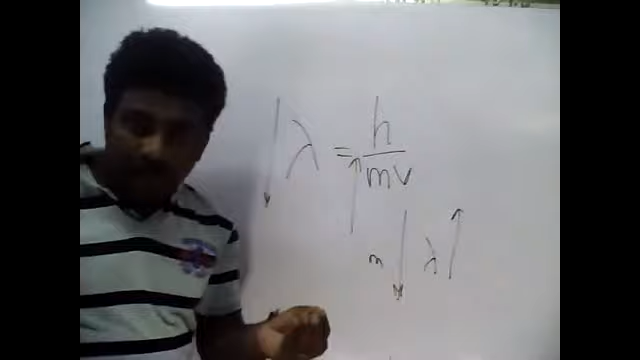 ↓ λ = h / ↑ mv
m ↓ λ ↑